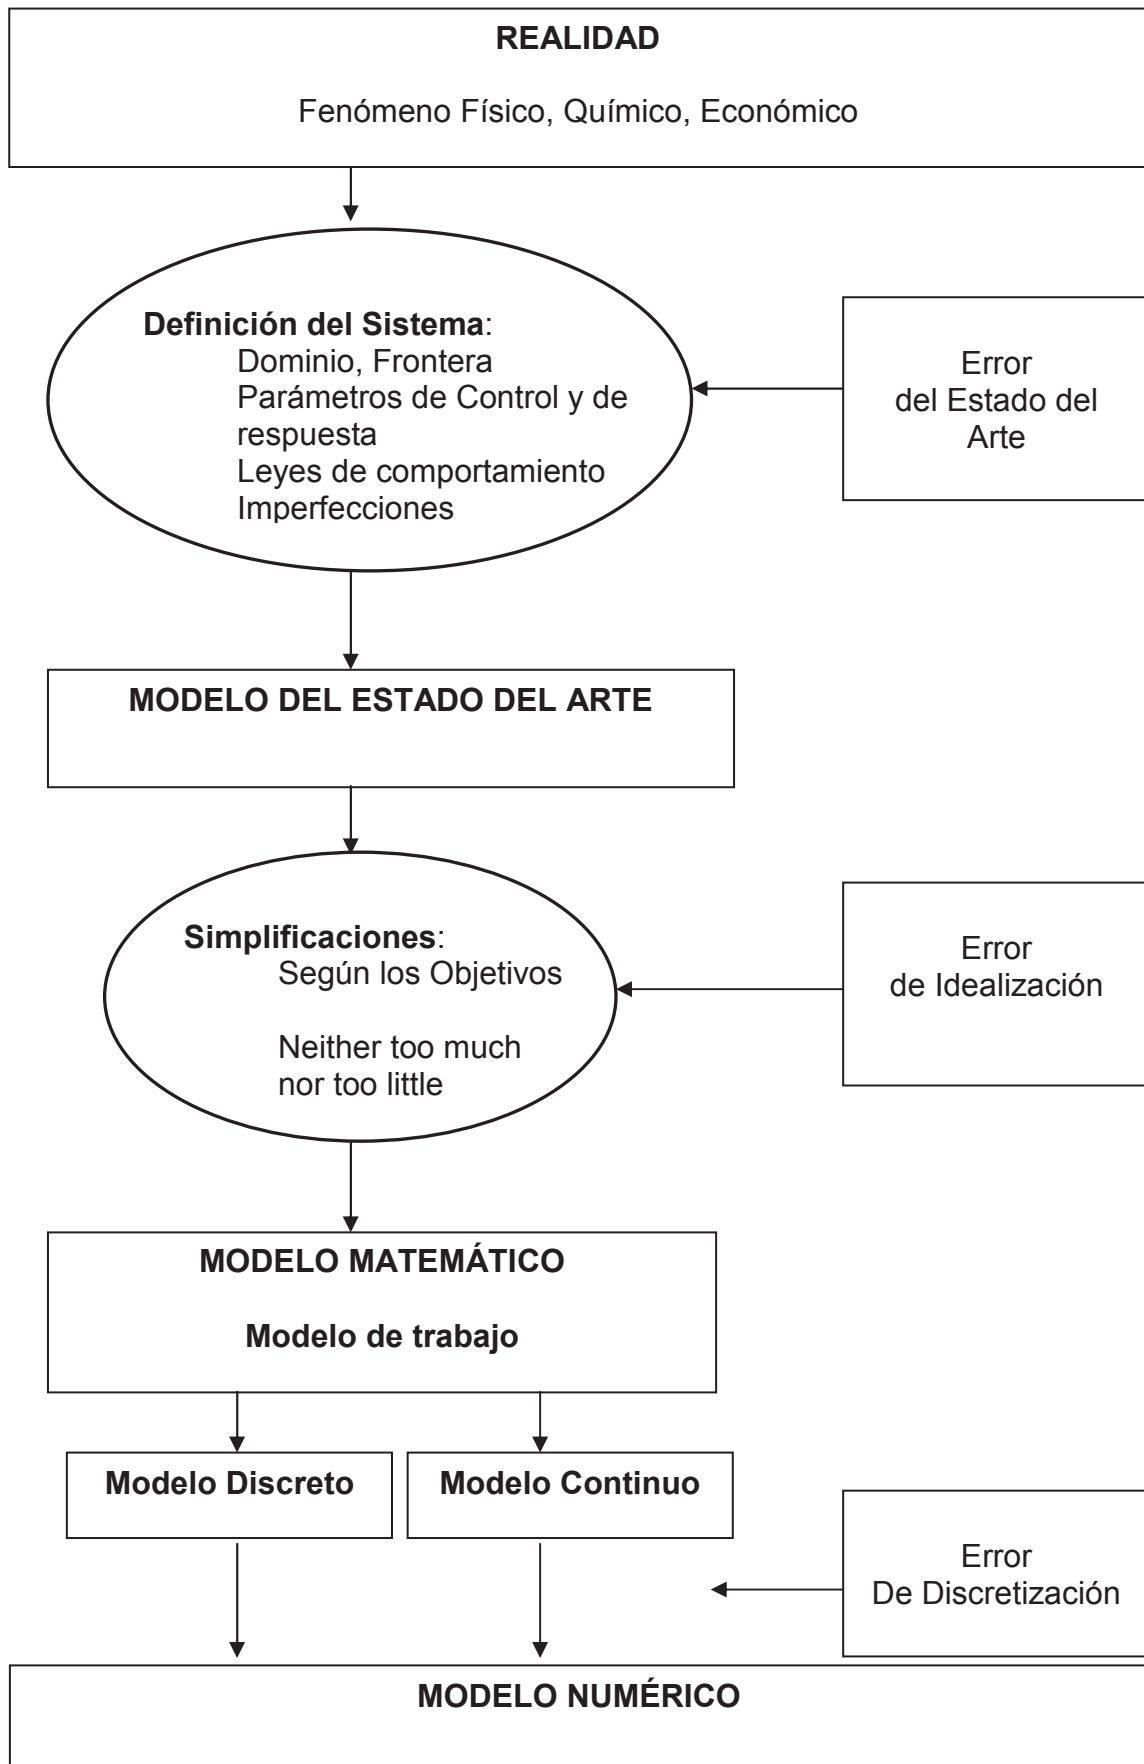 REALIDAD
Fenómeno Físico, Químico, Económico
Definición del Sistema:
Dominio, Frontera
Parámetros de Control y de
respuesta
Leyes de comportamiento
Imperfecciones
Error
del Estado del
Arte
MODELO DEL ESTADO DEL ARTE
Simplificaciones:
Según los Objetivos
Neither too much
nor too little
Error
de Idealización
MODELO MATEMÁTICO
Modelo de trabajo
Modelo Discreto
Modelo Continuo
Error
De Discretización
MODELO NUMÉRICO